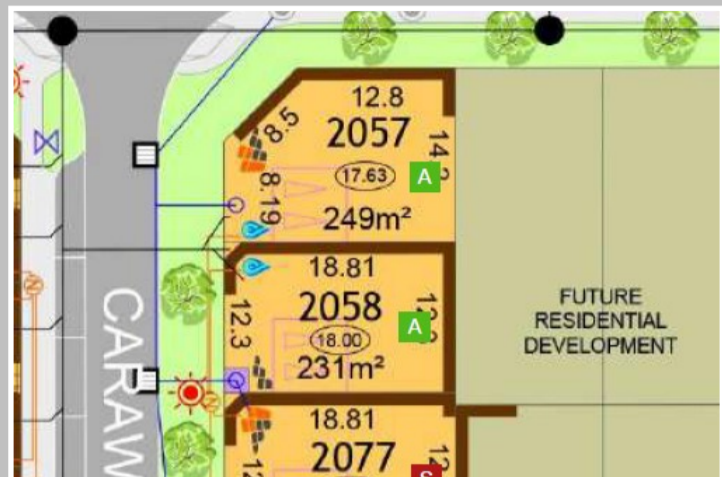 12.8
8.5
2057
14.2
17.63
A
8.19
249m²
18.81
2058
12.3
A
18.00
231m²
FUTURE
RESIDENTIAL
DEVELOPMENT
CARAW
N
N
18.81
2077
12
12
S